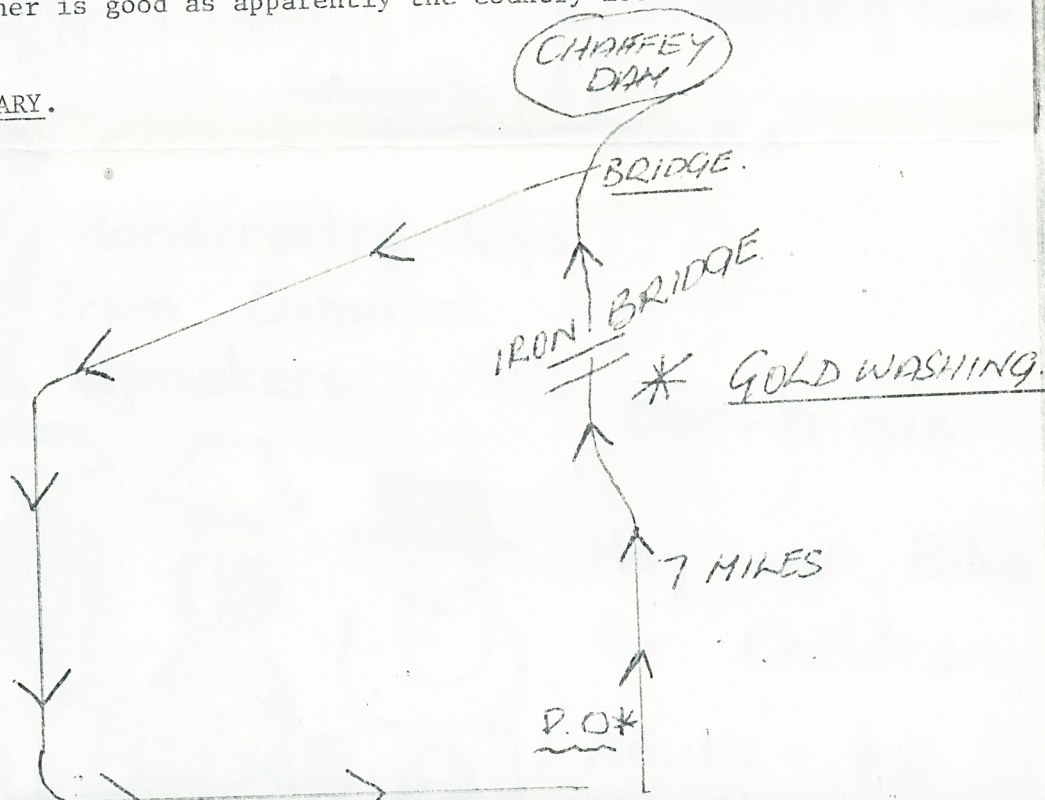 her is good as apparently the country
ARY.
CHAFFEY
DAM
BRIDGE.
IRON BRIDGE
* GOLD WASHING.
7 MILES
P.O*